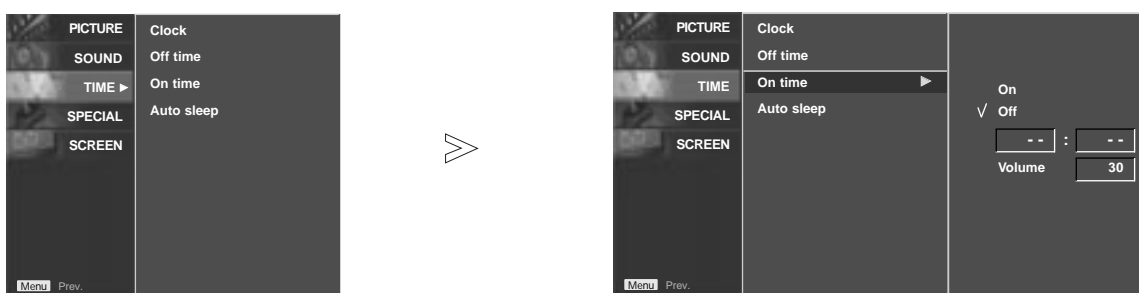 PICTURE
SOUND
TIME ►
SPECIAL
SCREEN
Clock
Off time
On time
Auto sleep
Menu Prev.
PICTURE
SOUND
TIME
SPECIAL
SCREEN
Clock
Off time
On time ►
Auto sleep
On
√ Off
- - : - -
Volume 30
Menu Prev.